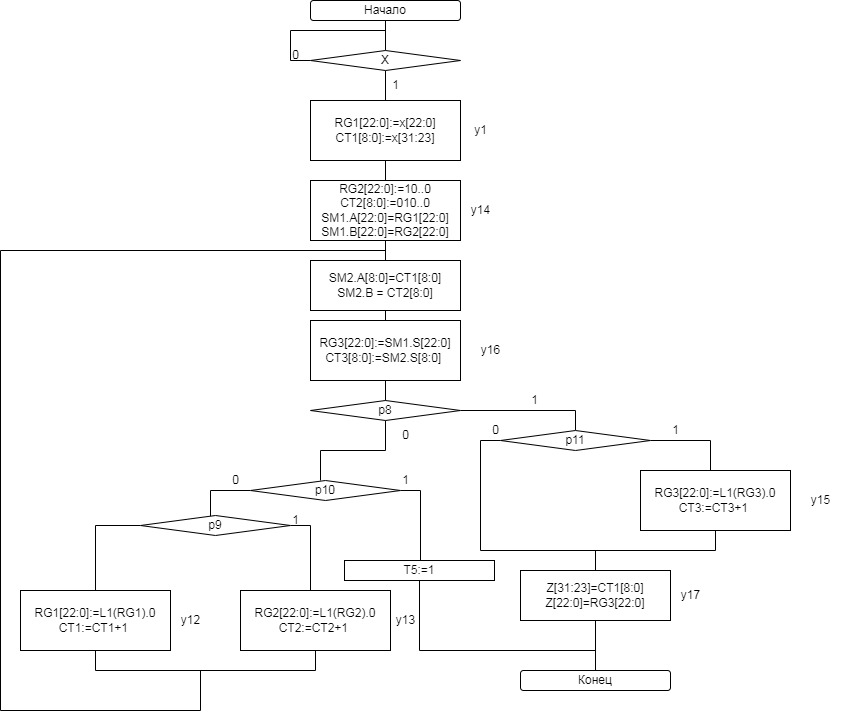 Начало
0
X
1
RG1[22:0]:=x[22:0]
CT1[8:0]:=x[31:23]
y1
RG2[22:0]:=10..0
CT2[8:0]:=010..0
SM1.A[22:0]=RG1[22:0]
SM1.B[22:0]=RG2[22:0]
y14
SM2.A[8:0]=CT1[8:0]
SM2.B = CT2[8:0]
RG3[22:0]:=SM1.S[22:0]
CT3[8:0]:=SM2.S[8:0]
y16
p8
1
0
0
p11
1
0
p10
1
RG3[22:0]:=L1(RG3).0
CT3:=CT3+1
y15
p9
1
T5:=1
Z[31:23]=CT1[8:0]
Z[22:0]=RG3[22:0]
y17
RG1[22:0]:=L1(RG1).0
CT1:=CT1+1
y12
RG2[22:0]:=L1(RG2).0
CT2:=CT2+1
y13
Конец